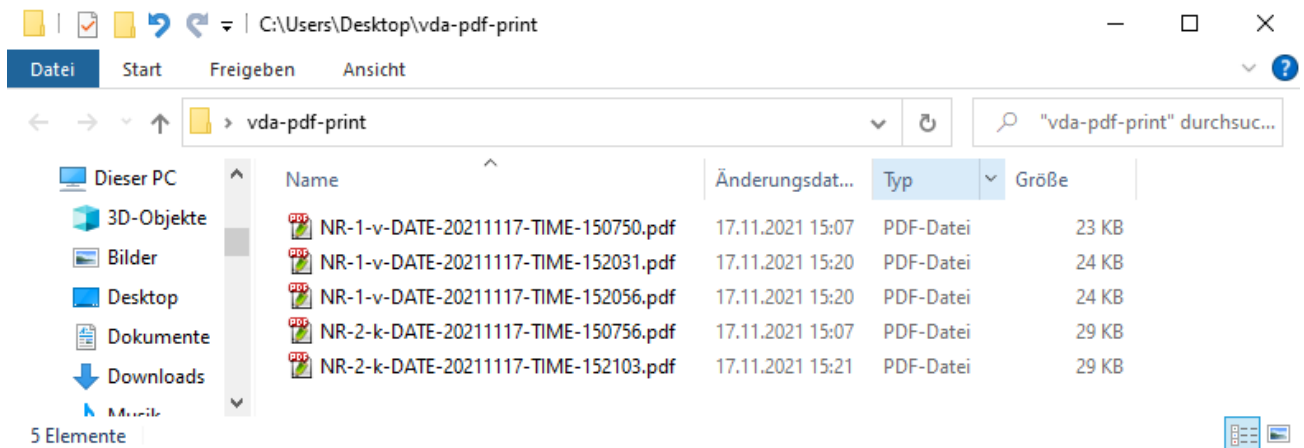 C:\Users\Desktop\vda-pdf-print
Datei Start Freigeben Ansicht
vda-pdf-print "vda-pdf-print" durchsuc...
Dieser PC
3D-Objekte
Bilder
Desktop
Dokumente
Downloads
Musik
Name Änderungsdat... Typ Größe
NR-1-v-DATE-20211117-TIME-150750.pdf 17.11.2021 15:07 PDF-Datei 23 KB
NR-1-v-DATE-20211117-TIME-152031.pdf 17.11.2021 15:20 PDF-Datei 24 KB
NR-1-v-DATE-20211117-TIME-152056.pdf 17.11.2021 15:20 PDF-Datei 24 KB
NR-2-k-DATE-20211117-TIME-150756.pdf 17.11.2021 15:07 PDF-Datei 29 KB
NR-2-k-DATE-20211117-TIME-152103.pdf 17.11.2021 15:21 PDF-Datei 29 KB
5 Elemente